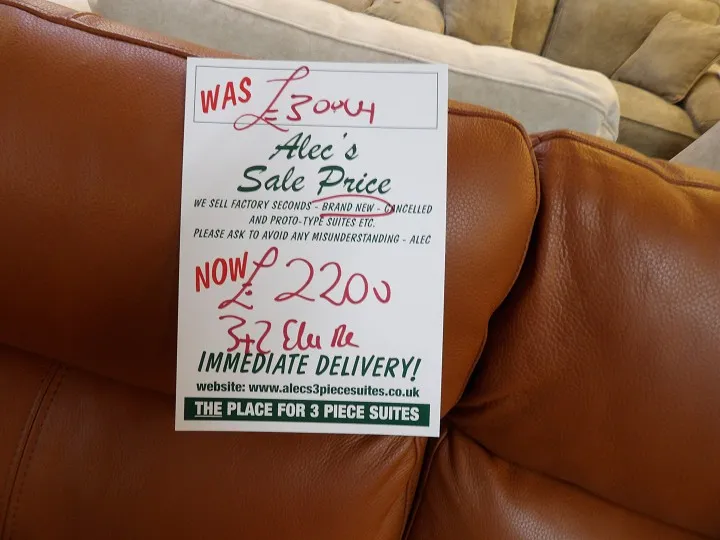 WAS £3044
Alec's
Sale Price
WE SELL FACTORY SECONDS - BRAND NEW - CANCELLED
AND PROTO-TYPE SUITES ETC.
PLEASE ASK TO AVOID ANY MISUNDERSTANDING - ALEC
NOW £2200
3+2
IMMEDIATE DELIVERY!
website: www.alecs3piecesuites.co.uk
THE PLACE FOR 3 PIECE SUITES